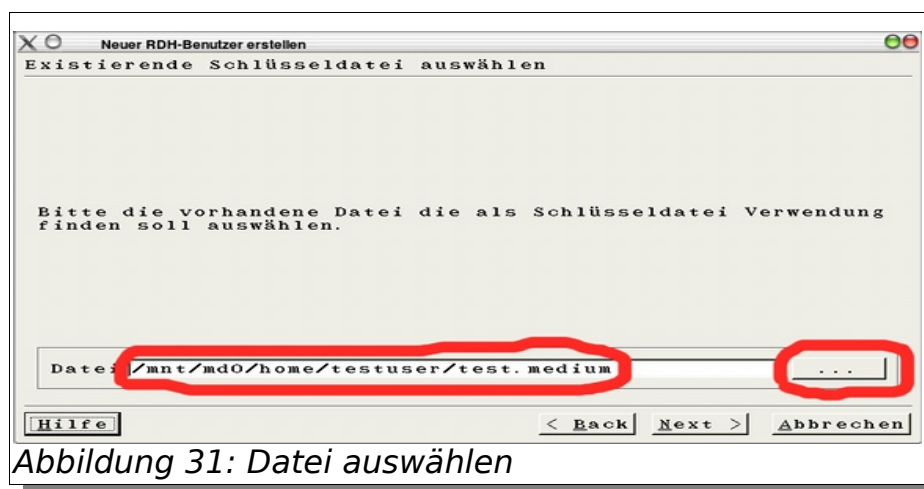 Neuer RDH-Benutzer erstellen
Existierende Schlüsseldatei auswählen
Bitte die vorhandene Datei die als Schlüsseldatei Verwendung
finden soll auswählen.
Datei /mnt/md0/home/testuser/test.medium ...
Hilfe < Back Next > Abbrechen
Abbildung 31: Datei auswählen